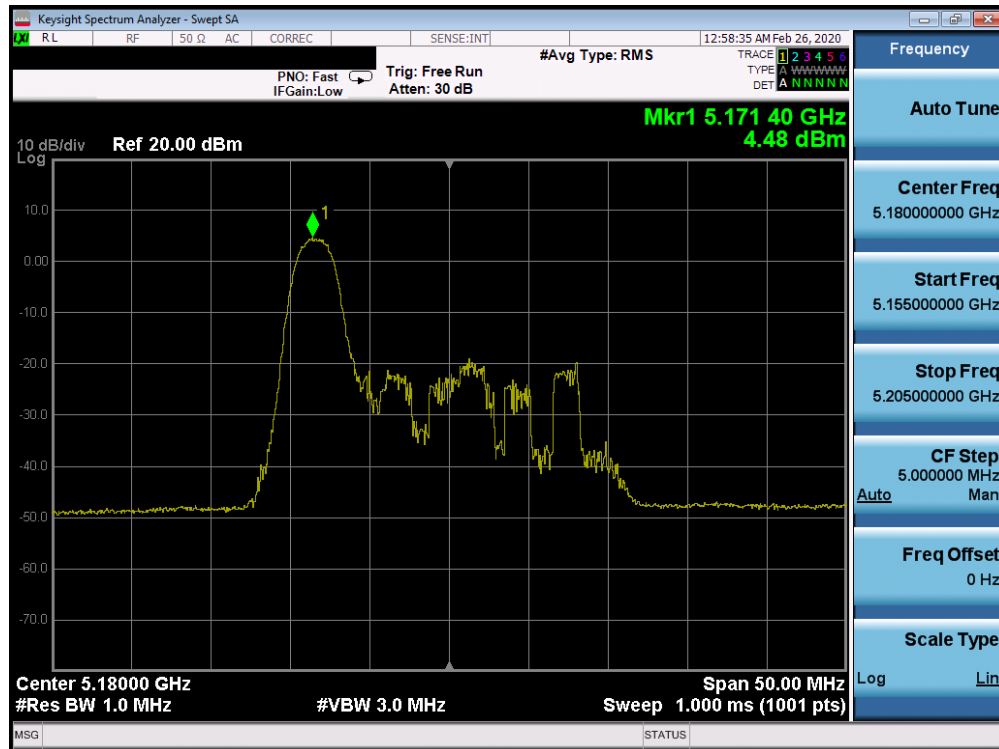 Keysight Spectrum Analyzer - Swept SA
LXI RL RF 50 Ω AC CORREC SENSE:INT 12:58:35 AM Feb 26, 2020
#Avg Type: RMS
TRACE 1 2 3 4 5 6
TYPE A WWWWW
DET A N N N N N
PNO: Fast
IFGain:Low
Trig: Free Run
Atten: 30 dB
Mkr1 5.171 40 GHz
4.48 dBm
10 dB/div Ref 20.00 dBm
Log
1
10.0
0.00
-10.0
-20.0
-30.0
-40.0
-50.0
-60.0
-70.0
Center 5.18000 GHz Span 50.00 MHz
#Res BW 1.0 MHz #VBW 3.0 MHz Sweep 1.000 ms (1001 pts)
MSG STATUS
Frequency
Auto Tune
Center Freq
5.180000000 GHz
Start Freq
5.155000000 GHz
Stop Freq
5.205000000 GHz
CF Step
5.000000 MHz
Auto Man
Freq Offset
0 Hz
Scale Type
Log Lin